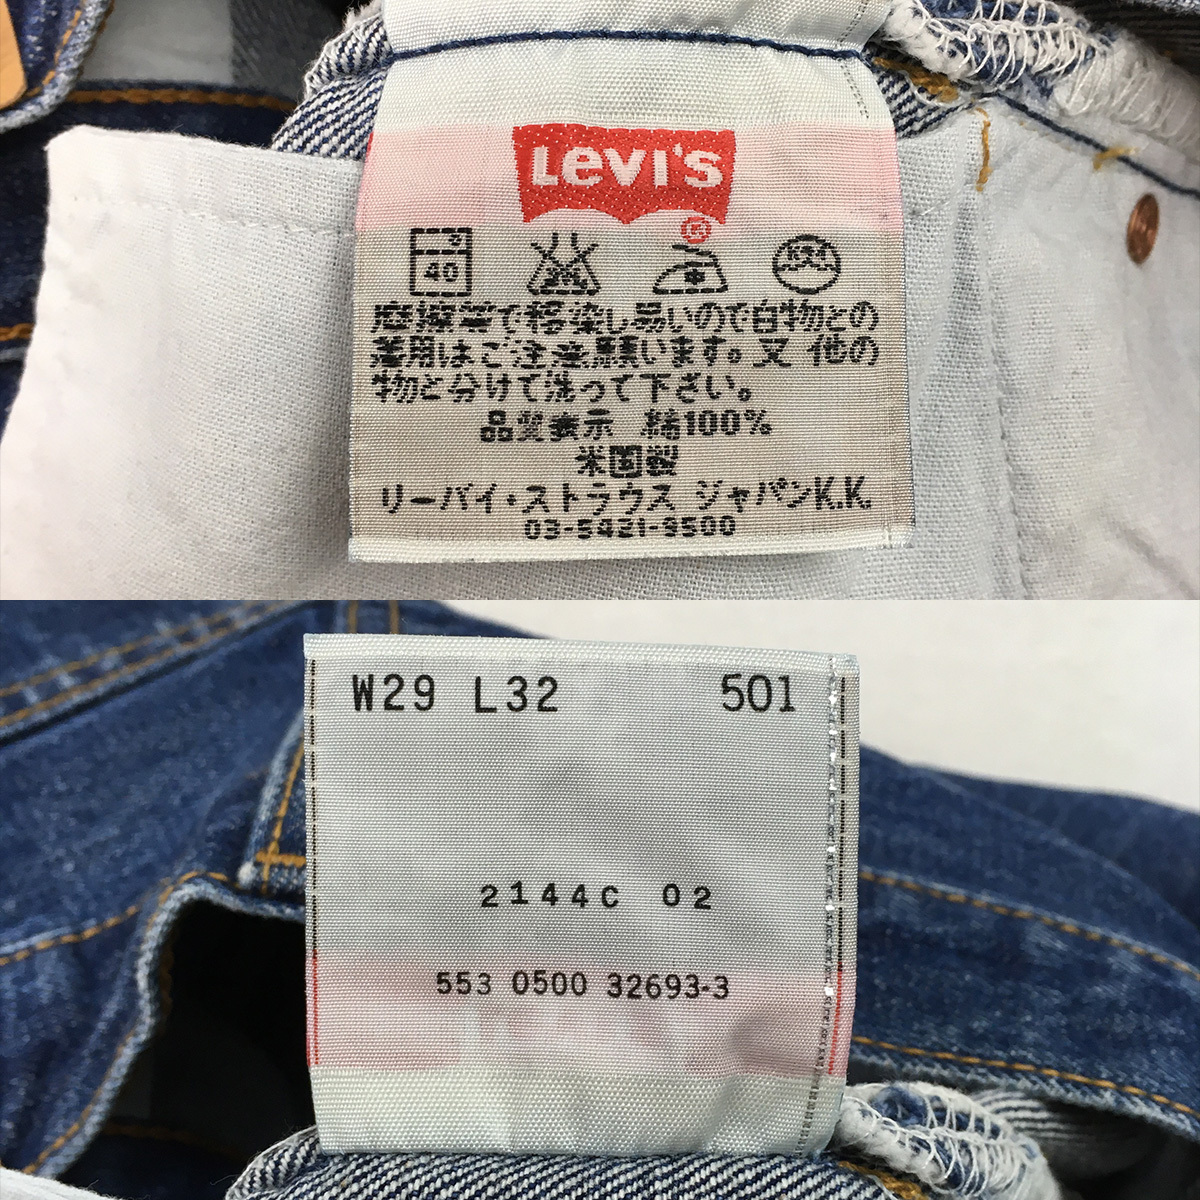 Levi's
R
40
摩擦等で移染し易いので白物との
着用はご注意願います。又 他の
物と分けて洗って下さい。
品質表示 綿100%
米国製
リーバイ・ストラウス ジャパンK.K.
03-5421-9500
W29 L32 501
2144C 02
553 0500 32693-3